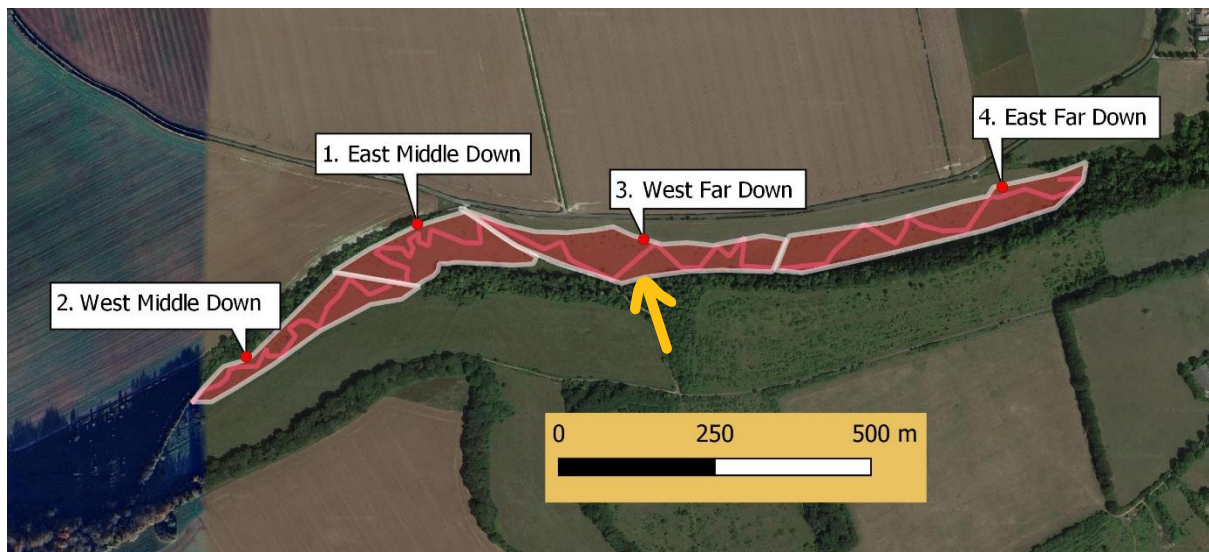 1. East Middle Down
2. West Middle Down
3. West Far Down
4. East Far Down
0 250 500 m